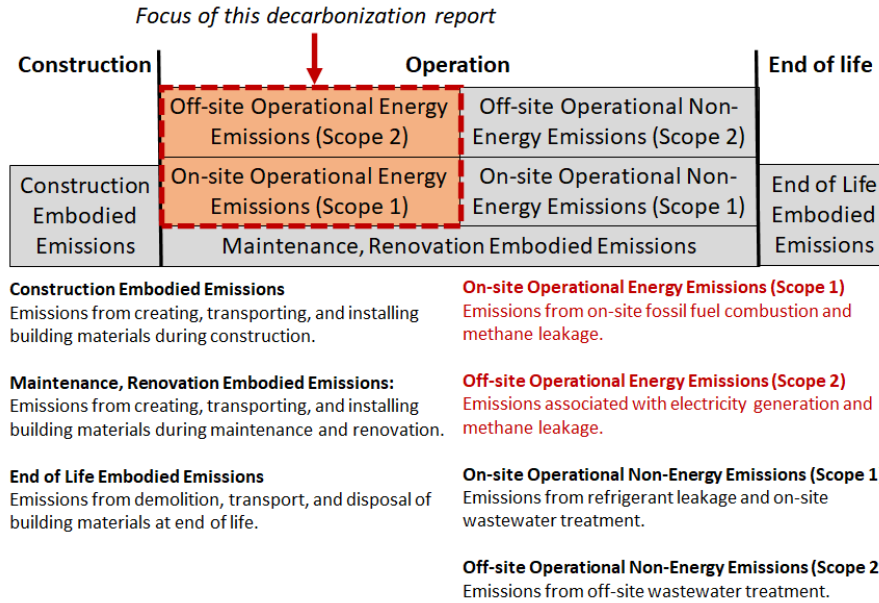 Focus of this decarbonization report
Construction
Operation
End of life
Off-site Operational Energy
Emissions (Scope 2)
Off-site Operational Non-
Energy Emissions (Scope 2)
Construction
Embodied
Emissions
On-site Operational Energy
Emissions (Scope 1)
On-site Operational Non-
Energy Emissions (Scope 1)
End of Life
Embodied
Emissions
Maintenance, Renovation Embodied Emissions
Construction Embodied Emissions
Emissions from creating, transporting, and installing
building materials during construction.
Maintenance, Renovation Embodied Emissions:
Emissions from creating, transporting, and installing
building materials during maintenance and renovation.
End of Life Embodied Emissions
Emissions from demolition, transport, and disposal of
building materials at end of life.
On-site Operational Energy Emissions (Scope 1)
Emissions from on-site fossil fuel combustion and
methane leakage.
Off-site Operational Energy Emissions (Scope 2)
Emissions associated with electricity generation and
methane leakage.
On-site Operational Non-Energy Emissions (Scope 1
Emissions from refrigerant leakage and on-site
wastewater treatment.
Off-site Operational Non-Energy Emissions (Scope 2
Emissions from off-site wastewater treatment.